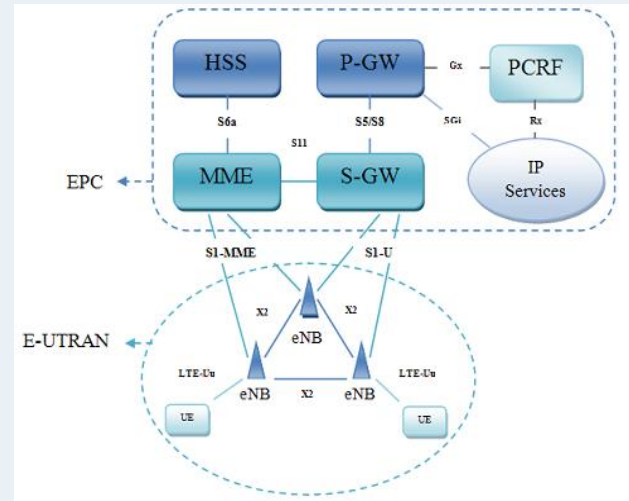 HSS
P-GW
Gx
PCRF
S6a
S5/S8
SGi
Rx
S11
EPC
MME
S-GW
IP
Services
S1-MME
S1-U
X2
X2
eNB
E-UTRAN
LTE-Uu
LTE-Uu
eNB
X2
eNB
UE
UE